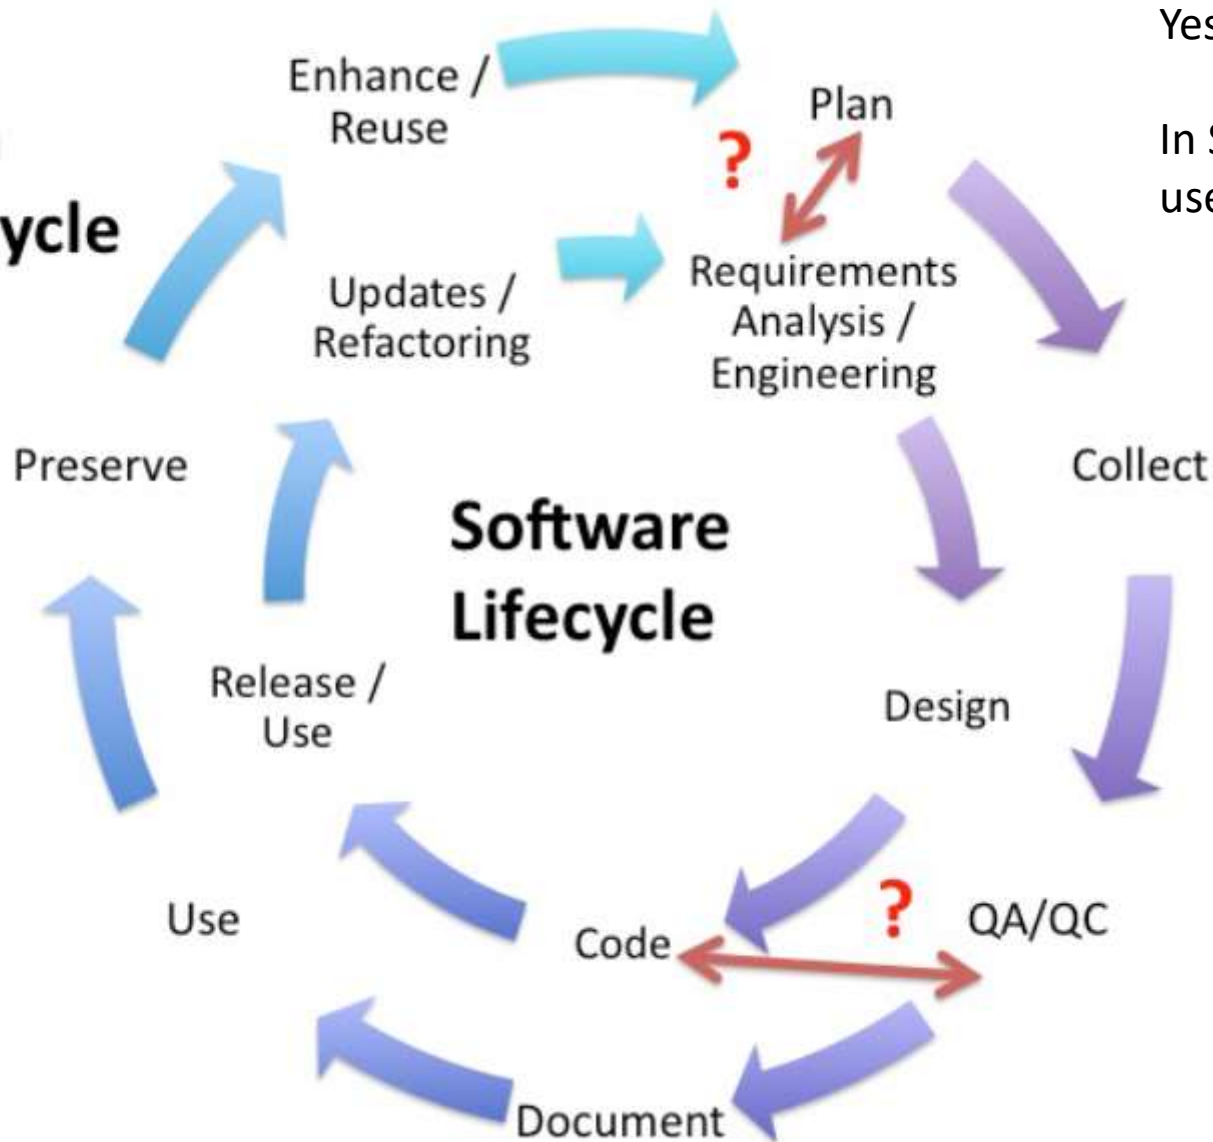 Enhance /
Reuse
Plan
?
ycle
Updates /
Refactoring
Requirements
Analysis /
Engineering
Preserve
Collect
Software
Lifecycle
Release /
Use
Design
Use
Code
?
QA/QC
Document
Yes
In S
use